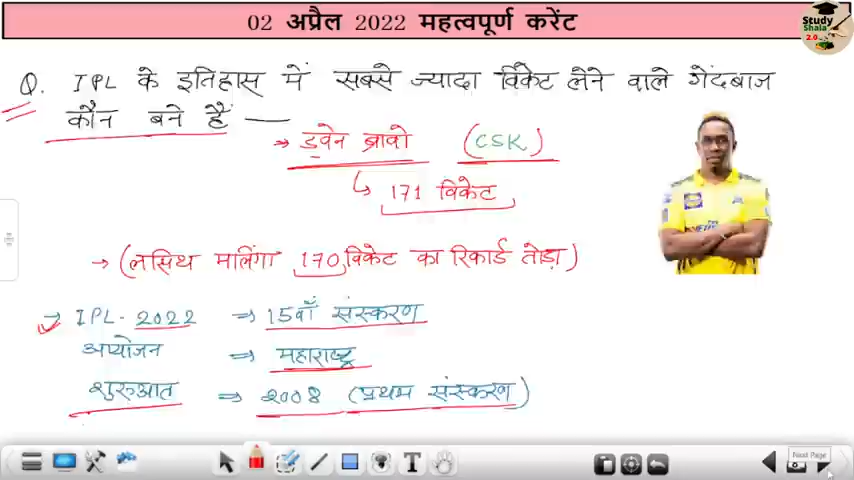 02 अप्रैल 2022 महत्वपूर्ण करेंट
Study
Shala
2.0
Q. IPL के इतिहास में सबसे ज्यादा विकेट लेने वाले गेंदबाज
कौन बने हैं —
→ ड्वेन ब्रावो (CSK)
171 विकेट
→ (लसिथ मलिंगा 170 विकेट का रिकार्ड तोड़ा)
→ IPL-2022 ⇒ 15वाँ संस्करण
आयोजन ⇒ महाराष्ट्र
शुरुआत ⇒ 2008 (प्रथम संस्करण)
Next Page